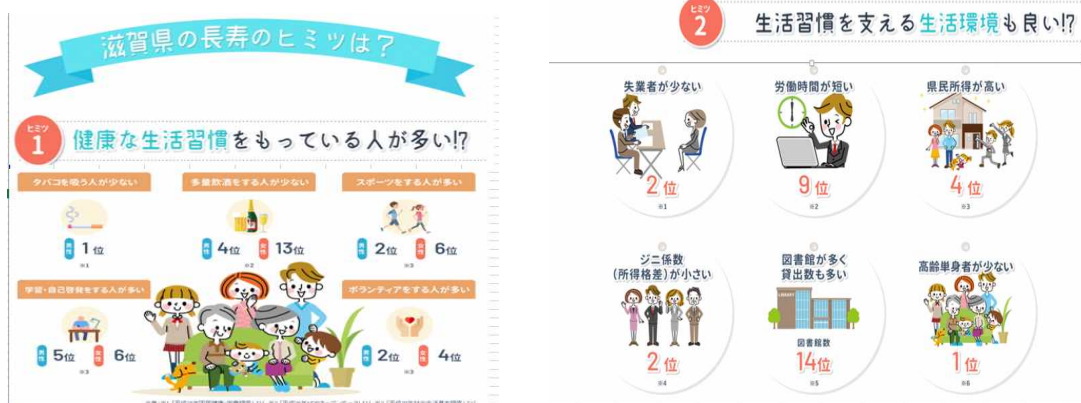 滋賀県の長寿のヒミツは？
ヒミツ
1
健康な生活習慣をもっている人が多い!?
タバコを吸う人が少ない
男性 1位
※1
多量飲酒をする人が少ない
男性 4位 女性 13位
※2
スポーツをする人が多い
男性 2位 女性 6位
※3
学習・自己啓発をする人が多い
男性 5位 女性 6位
※3
ボランティアをする人が多い
男性 2位 女性 4位
※3
ヒミツ
2
生活習慣を支える生活環境も良い!?
失業者が少ない
2位
※1
労働時間が短い
9位
※2
県民所得が高い
4位
※3
ジニ係数
(所得格差)が小さい
2位
※4
図書館が多く
貸出数も多い
図書館数
14位
※5
高齢単身者が少ない
1位
※6